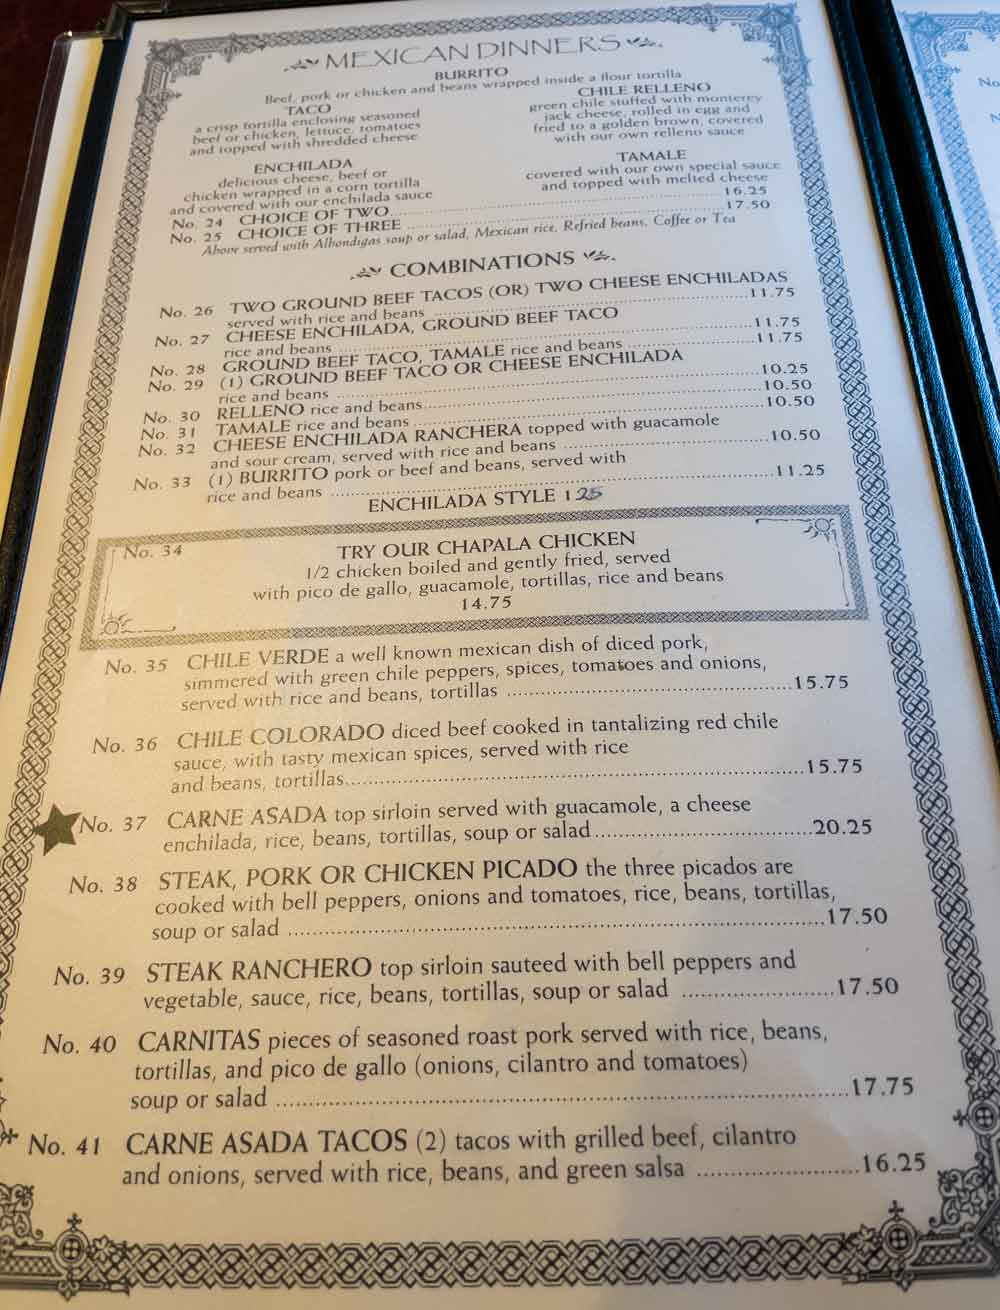 MEXICAN DINNERS
BURRITO
Beef, pork or chicken and beans wrapped inside a flour tortilla
TACO
a crisp tortilla enclosing seasoned
beef or chicken, lettuce, tomatoes
and topped with shredded cheese
CHILE RELLENO
green chile stuffed with monterey
jack cheese, rolled in egg and
fried to a golden brown, covered
with our own relleno sauce
ENCHILADA
delicious cheese, beef or
chicken wrapped in a corn tortilla
and covered with our enchilada sauce
TAMALE
covered with our own special sauce
and topped with melted cheese
No. 24 CHOICE OF TWO 16.25
No. 25 CHOICE OF THREE 17.50
Above served with Albondigas soup or salad, Mexican rice, Refried beans, Coffee or Tea
COMBINATIONS
No. 26 TWO GROUND BEEF TACOS (OR) TWO CHEESE ENCHILADAS
served with rice and beans 11.75
No. 27 CHEESE ENCHILADA, GROUND BEEF TACO
rice and beans 11.75
No. 28 GROUND BEEF TACO, TAMALE rice and beans 11.75
No. 29 (1) GROUND BEEF TACO OR CHEESE ENCHILADA
rice and beans 10.25
No. 30 RELLENO rice and beans 10.50
No. 31 TAMALE rice and beans 10.50
No. 32 CHEESE ENCHILADA RANCHERA topped with guacamole
and sour cream, served with rice and beans 10.50
No. 33 (1) BURRITO pork or beef and beans, served with
rice and beans 11.25
ENCHILADA STYLE 1 25
No. 34
TRY OUR CHAPALA CHICKEN
1/2 chicken boiled and gently fried, served
with pico de gallo, guacamole, tortillas, rice and beans
14.75
No. 35 CHILE VERDE a well known mexican dish of diced pork,
simmered with green chile peppers, spices, tomatoes and onions,
served with rice and beans, tortillas 15.75
No. 36 CHILE COLORADO diced beef cooked in tantalizing red chile
sauce, with tasty mexican spices, served with rice
and beans, tortillas 15.75
No. 37 CARNE ASADA top sirloin served with guacamole, a cheese
enchilada, rice, beans, tortillas, soup or salad 20.25
No. 38 STEAK, PORK OR CHICKEN PICADO the three picados are
cooked with bell peppers, onions and tomatoes, rice, beans, tortillas,
soup or salad 17.50
No. 39 STEAK RANCHERO top sirloin sauteed with bell peppers and
vegetable, sauce, rice, beans, tortillas, soup or salad 17.50
No. 40 CARNITAS pieces of seasoned roast pork served with rice, beans,
tortillas, and pico de gallo (onions, cilantro and tomatoes)
soup or salad 17.75
* No. 41 CARNE ASADA TACOS (2) tacos with grilled beef, cilantro
and onions, served with rice, beans, and green salsa 16.25
No